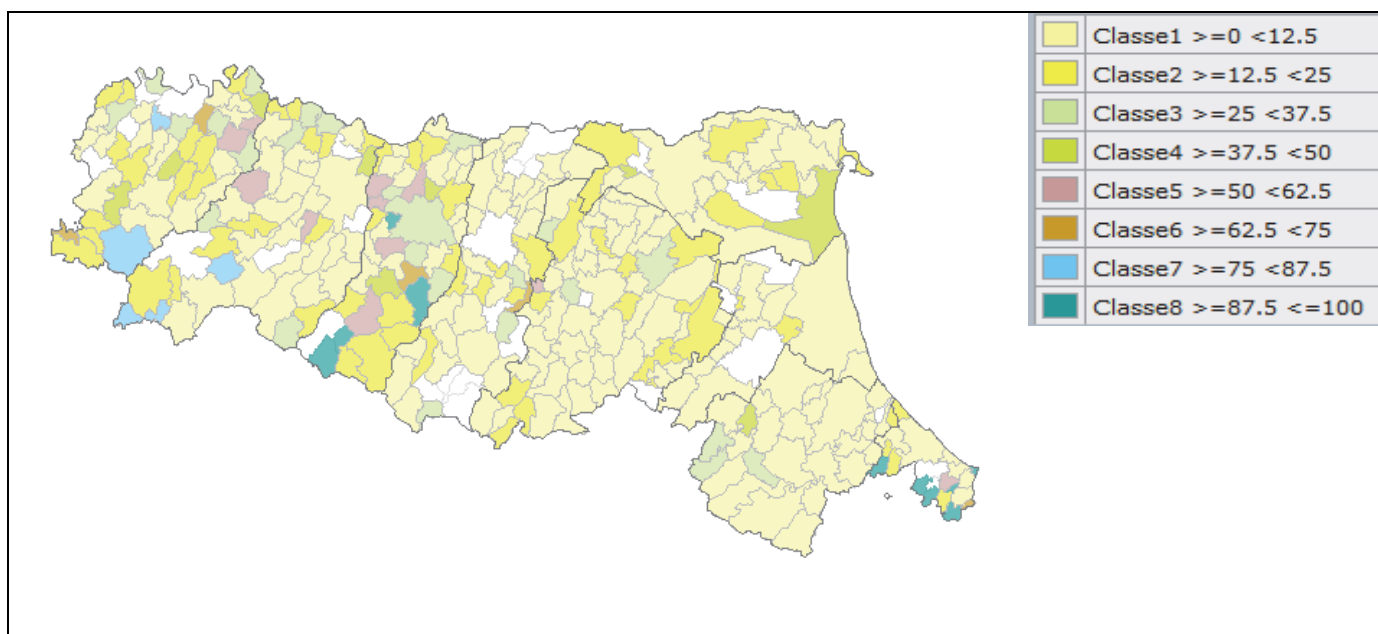 Classe1 >=0 <12.5
Classe2 >=12.5 <25
Classe3 >=25 <37.5
Classe4 >=37.5 <50
Classe5 >=50 <62.5
Classe6 >=62.5 <75
Classe7 >=75 <87.5
Classe8 >=87.5 <=100